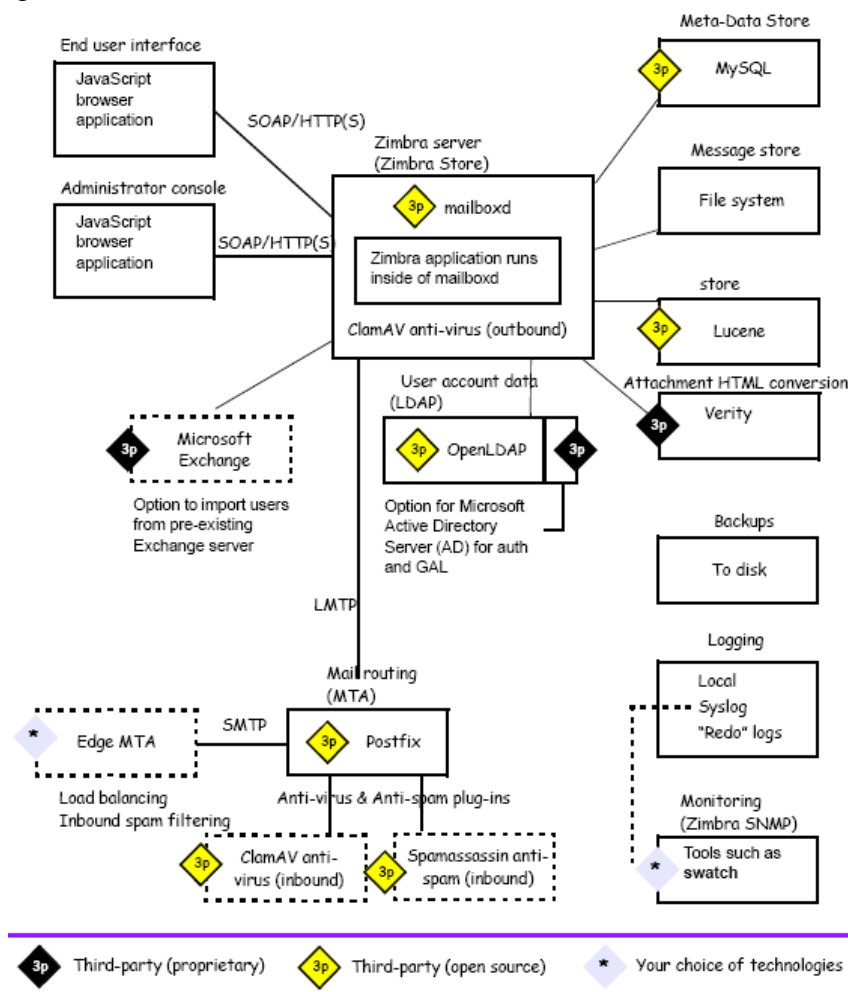 Meta-Data Store
3p
MySQL
End user interface
JavaScript
browser
application
SOAP/HTTP(S)
Zimbra server
(Zimbra Store)
Message store
File system
Administrator console
JavaScript
browser
application
SOAP/HTTP(S)
3p
mailboxd
Zimbra application runs
inside of mailboxd
ClamAV anti-virus (outbound)
store
3p
Lucene
Attachment HTML conversion
3p
Verity
User account data
(LDAP)
3p
OpenLDAP
3p
3p
Microsoft
Exchange
Option to import users
from pre-existing
Exchange server
Option for Microsoft
Active Directory
Server (AD) for auth
and GAL
Backups
To disk
LMTP
Logging
Local
Syslog
"Redo" logs
Mail routing
(MTA)
*
Edge MTA
SMTP
3p
Postfix
Load balancing
Inbound spam filtering
Anti-virus & Anti-spam plug-ins
3p
ClamAV anti-
virus (inbound)
3p
Spamassassin anti-
spam (inbound)
Monitoring
(Zimbra SNMP)
*
Tools such as
swatch
3p
Third-party (proprietary)
3p
Third-party (open source)
*
Your choice of technologies